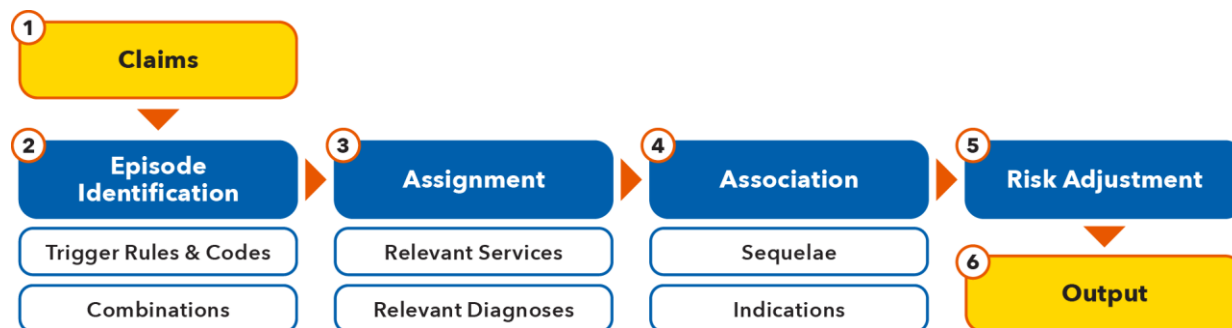 1
Claims
2
Episode
Identification
Trigger Rules & Codes
Combinations
3
Assignment
Relevant Services
Relevant Diagnoses
4
Association
Sequelae
Indications
5
Risk Adjustment
6
Output